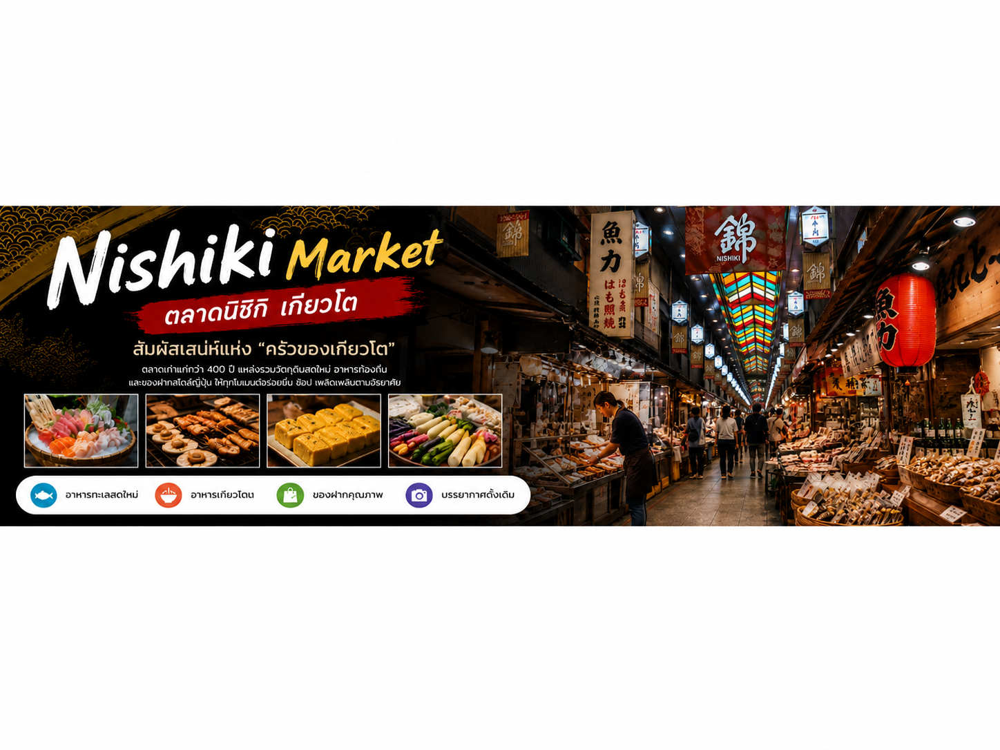 Nishiki Market
ตลาดนิชิกิ เกียวโต
สัมผัสเสน่ห์แห่ง “ครัวของเกียวโต”
ตลาดเก่าแก่กว่า 400 ปี แหล่งรวมวัตถุดิบสดใหม่ อาหารท้องถิ่น
และของฝากสไตล์ญี่ปุ่น ให้ทุกโมเมนต์อร่อยยิ่น ช้อป เพลิดเพลินตามอัธยาศัย
อาหารทะเลสดใหม่
อาหารเกียวโตน
ของฝากคุณภาพ
บรรยากาศดั้งเดิม
錦
魚力
はも照焼
錦
NISHIKI
錦
錦
魚力